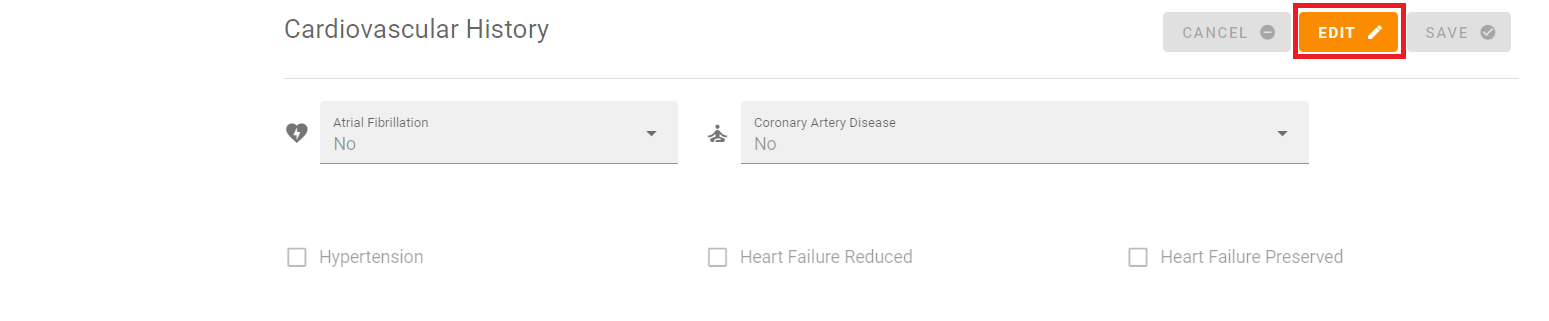 Cardiovascular History
CANCEL EDIT SAVE
Atrial Fibrillation Coronary Artery Disease
No No
Hypertension Heart Failure Reduced Heart Failure Preserved